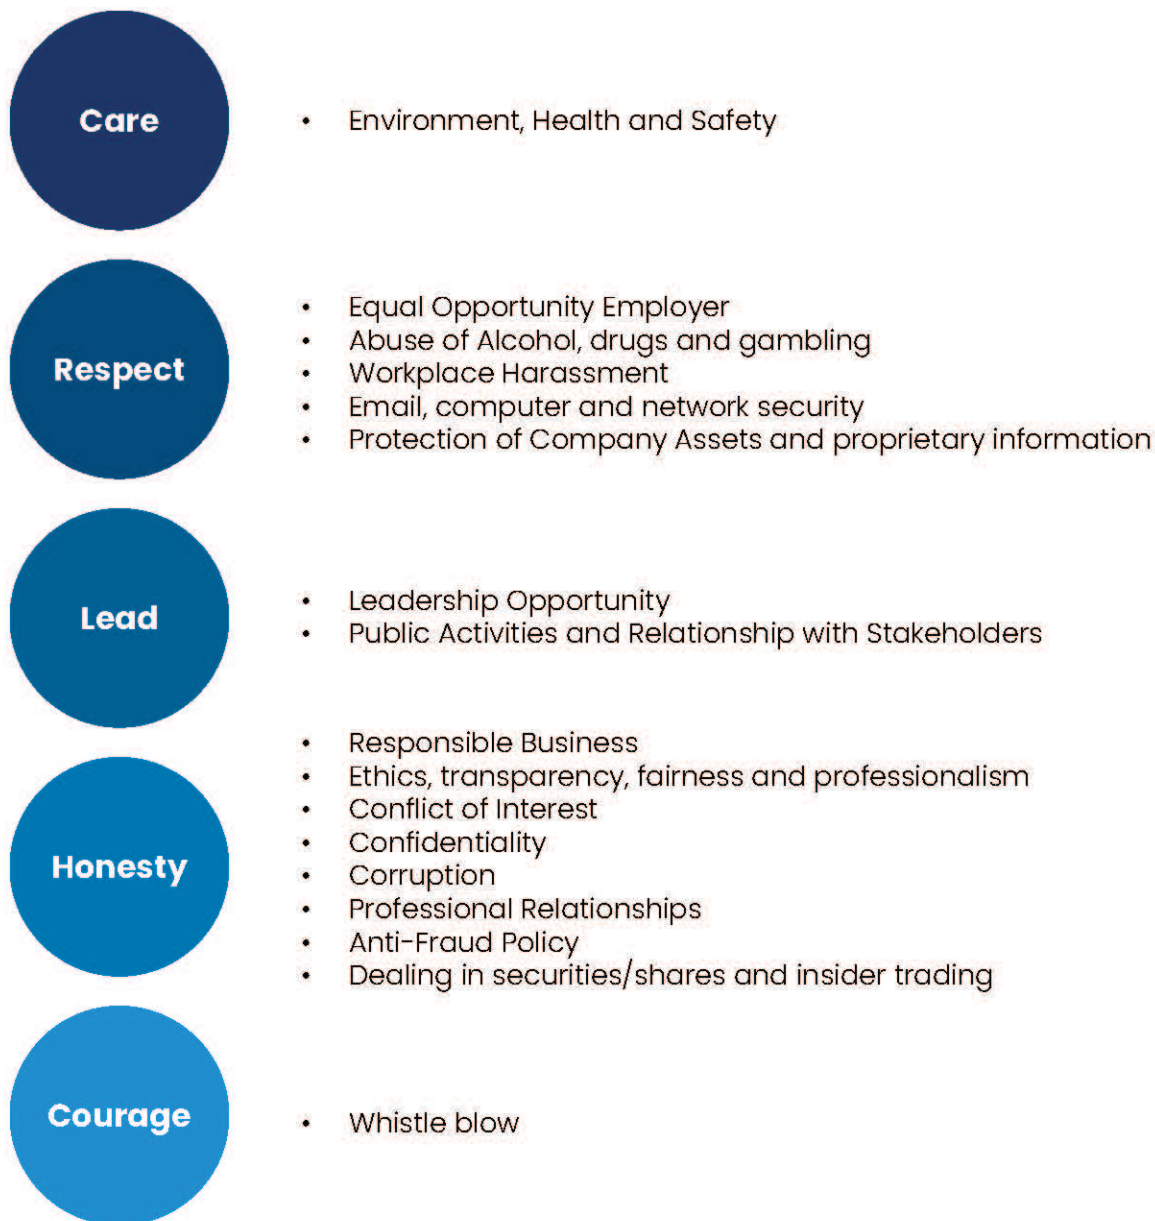 Care
• Environment, Health and Safety
Respect
• Equal Opportunity Employer
• Abuse of Alcohol, drugs and gambling
• Workplace Harassment
• Email, computer and network security
• Protection of Company Assets and proprietary information
Lead
• Leadership Opportunity
• Public Activities and Relationship with Stakeholders
Honesty
• Responsible Business
• Ethics, transparency, fairness and professionalism
• Conflict of Interest
• Confidentiality
• Corruption
• Professional Relationships
• Anti-Fraud Policy
• Dealing in securities/shares and insider trading
Courage
• Whistle blow